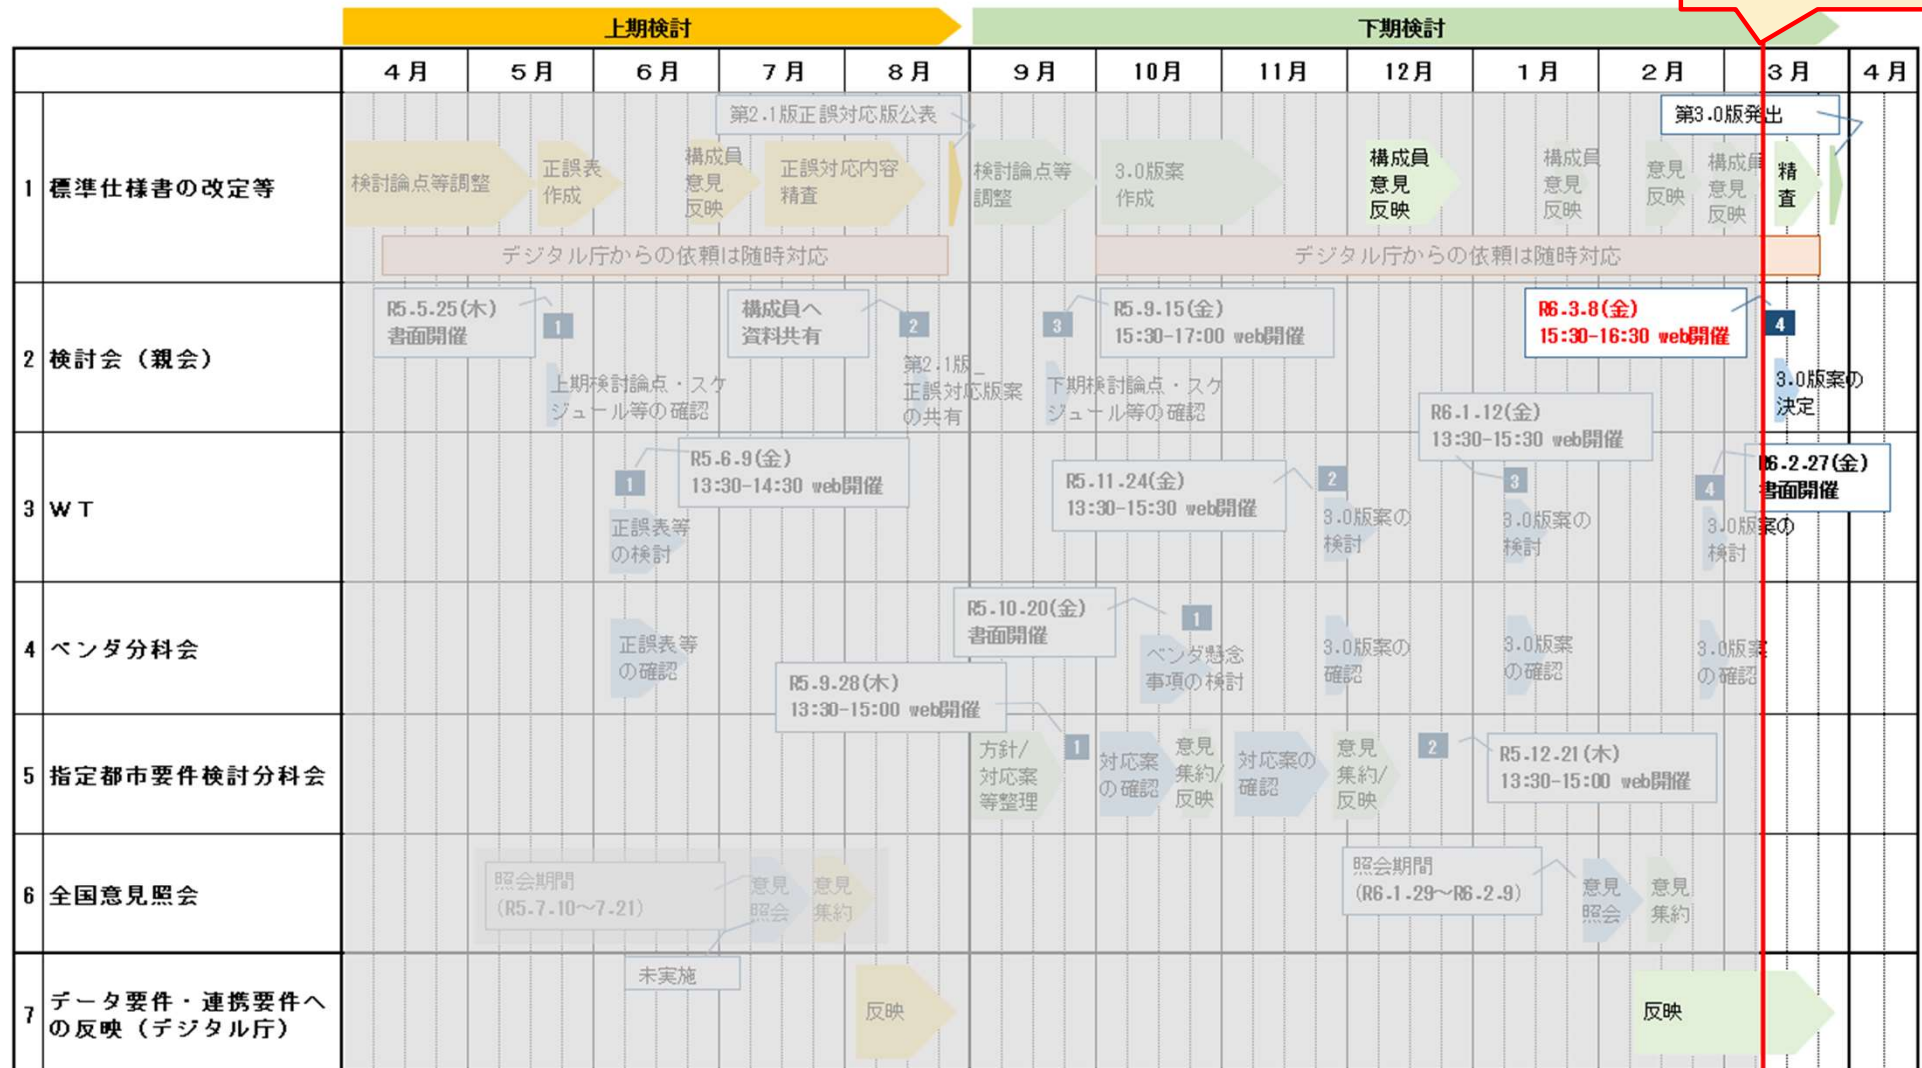 上期検討
下期検討
4月 5月 6月 7月 8月 9月 10月 11月 12月 1月 2月 3月 4月
1 標準仕様書の改定等
第2.1版正誤対応版公表
第3.0版発出
検討論点等調整
正誤表
作成
構成員
意見
反映
正誤対応内容
精査
検討論点等
調整
3.0版案
作成
構成員
意見
反映
構成員
意見
反映
意見
反映
構成員
意見
反映
精
査
デジタル庁からの依頼は随時対応
デジタル庁からの依頼は随時対応
2 検討会（親会）
R5.5.25(木)
書面開催
1
上期検討論点・スケ
ジュール等の確認
構成員へ
資料共有
2
第2.1版_
正誤対応版案
の共有
3
R5.9.15(金)
15:30-17:00 web開催
下期検討論点・スケ
ジュール等の確認
R6.3.8(金)
15:30-16:30 web開催
4
3.0版案の
決定
3 WT
1
R5.6.9(金)
13:30-14:30 web開催
正誤表等
の検討
R5.11.24(金)
13:30-15:30 web開催
2
3.0版案の
検討
R6.1.12(金)
13:30-15:30 web開催
3
3.0版案の
検討
4
R6.2.27(金)
書面開催
3.0版案の
検討
4 ベンダ分科会
正誤表等
の確認
R5.10.20(金)
書面開催
1
ベンダ懸念
事項の検討
3.0版案の
確認
3.0版案
の確認
3.0版案
の確認
5 指定都市要件検討分科会
R5.9.28(木)
13:30-15:00 web開催
方針/
対応案
等整理
1
対応案
の確認
意見
集約/
反映
対応案の
確認
意見
集約/
反映
2
R5.12.21(木)
13:30-15:00 web開催
6 全国意見照会
照会期間
(R5.7.10～7.21)
意見
照会
意見
集約
未実施
照会期間
(R6.1.29～R6.2.9)
意見
照会
意見
集約
7 データ要件・連携要件へ
の反映（デジタル庁）
反映
反映